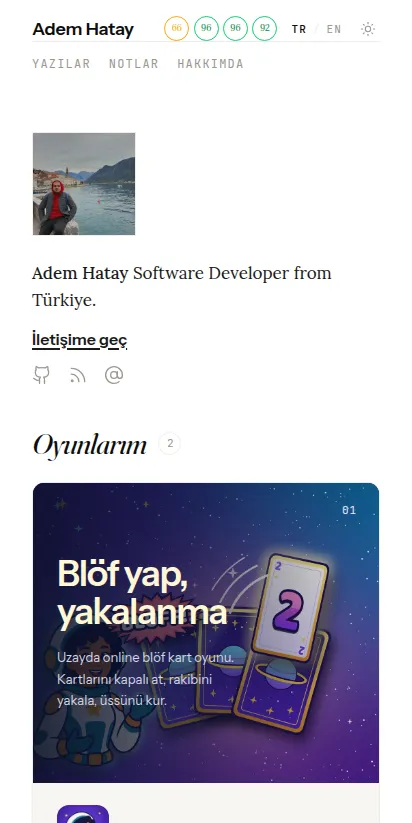 Adem Hatay 66 96 96 92 TR / EN
YAZILAR NOTLAR HAKKIMDA
Adem Hatay Software Developer from
Türkiye.
İletişime geç
Oyunlarım 2
01
2
Blöf yap,
yakalanma
2
Uzayda online blöf kart oyunu.
Kartlarını kapalı at, rakibini
yakala, üssünü kur.
2